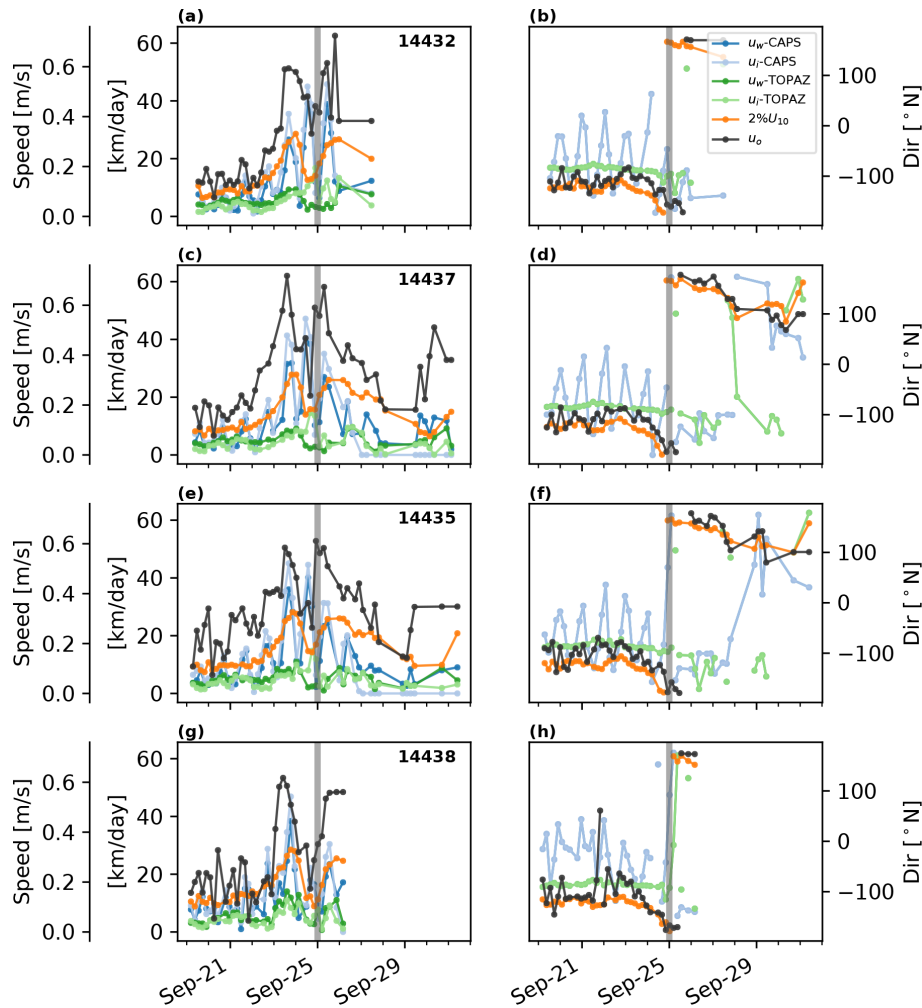 (a)
(b)
Speed [m/s]
0.6
0.4
0.2
0.0
[km/day]
60
40
20
0
14432
u_w-CAPS
u_i-CAPS
u_w-TOPAZ
u_i-TOPAZ
2%U_10
u_o
100
0
−100
Dir [°N]
(c)
(d)
Speed [m/s]
0.6
0.4
0.2
0.0
[km/day]
60
40
20
0
14437
100
0
−100
Dir [°N]
(e)
(f)
Speed [m/s]
0.6
0.4
0.2
0.0
[km/day]
60
40
20
0
14435
100
0
−100
Dir [°N]
(g)
(h)
Speed [m/s]
0.6
0.4
0.2
0.0
[km/day]
60
40
20
0
14438
100
0
−100
Dir [°N]
Sep-21
Sep-25
Sep-29
Sep-21
Sep-25
Sep-29